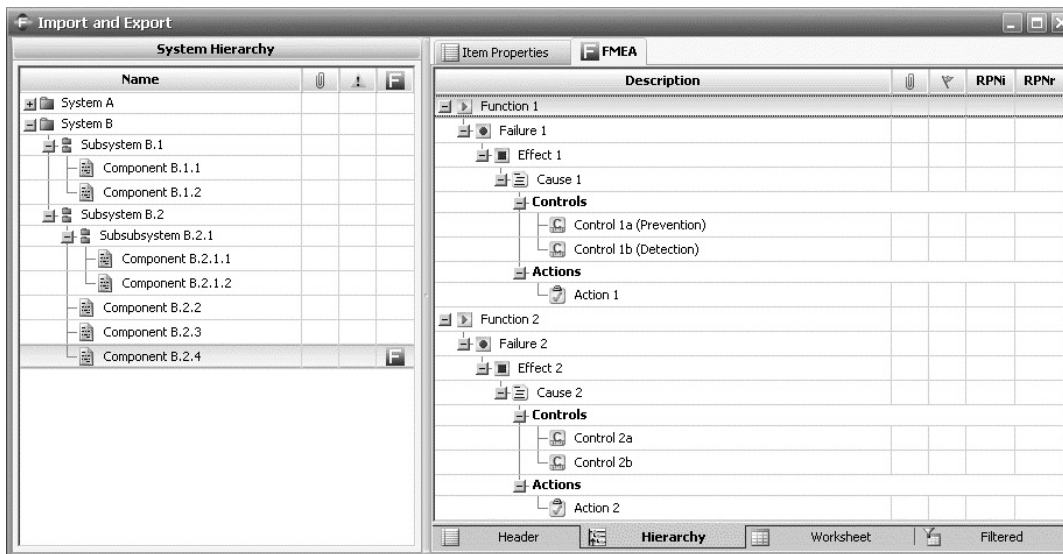 Import and Export
System Hierarchy
Name
System A
System B
Subsystem B.1
Component B.1.1
Component B.1.2
Subsystem B.2
Subsubsystem B.2.1
Component B.2.1.1
Component B.2.1.2
Component B.2.2
Component B.2.3
Component B.2.4
Item Properties FMEA
Description RPNi RPNr
Function 1
Failure 1
Effect 1
Cause 1
Controls
Control 1a (Prevention)
Control 1b (Detection)
Actions
Action 1
Function 2
Failure 2
Effect 2
Cause 2
Controls
Control 2a
Control 2b
Actions
Action 2
Header Hierarchy Worksheet Filtered